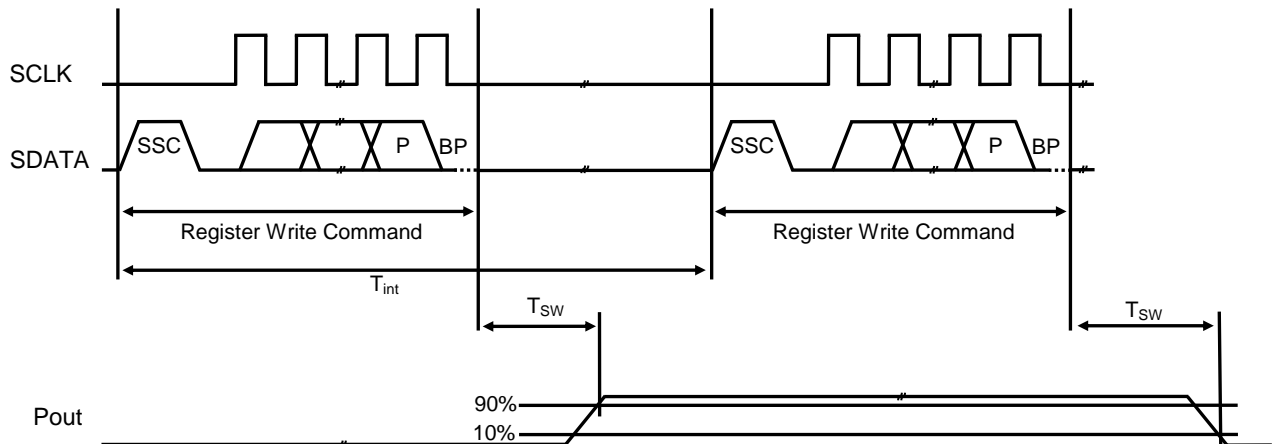 SCLK
SDATA
SSC
P
BP
SSC
P
BP
Register Write Command
Register Write Command
Tint
TSW
TSW
Pout
90%
10%